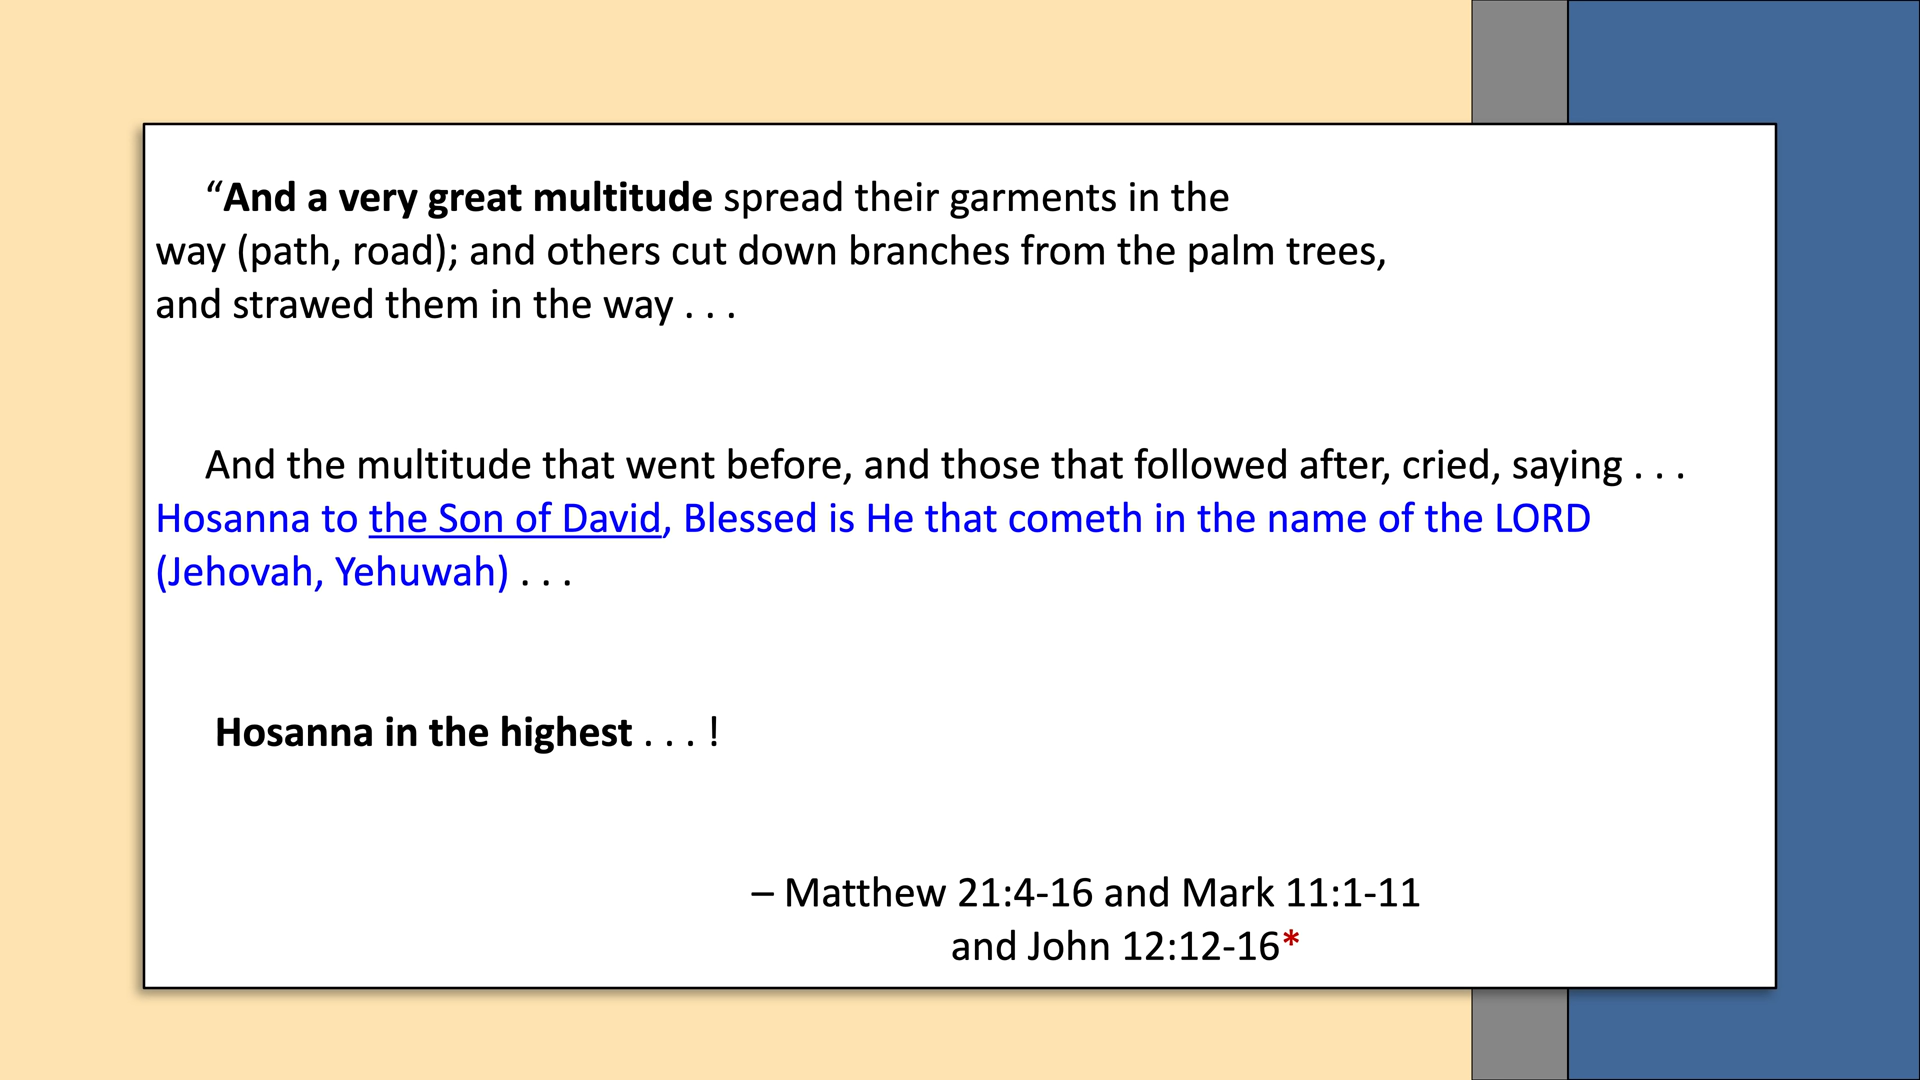 “And a very great multitude spread their garments in the
way (path, road); and others cut down branches from the palm trees,
and strawed them in the way . . .
And the multitude that went before, and those that followed after, cried, saying . . .
Hosanna to the Son of David, Blessed is He that cometh in the name of the LORD
(Jehovah, Yehuwah) . . .
Hosanna in the highest . . . !
– Matthew 21:4-16 and Mark 11:1-11
and John 12:12-16*